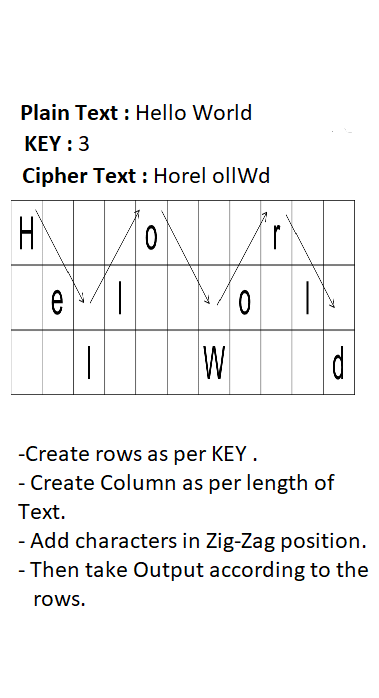 Plain Text : Hello World
KEY : 3
Cipher Text : Horel ollWd
H o r
e l o l
l W d
-Create rows as per KEY .
- Create Column as per length of
Text.
- Add characters in Zig-Zag position.
- Then take Output according to the
rows.